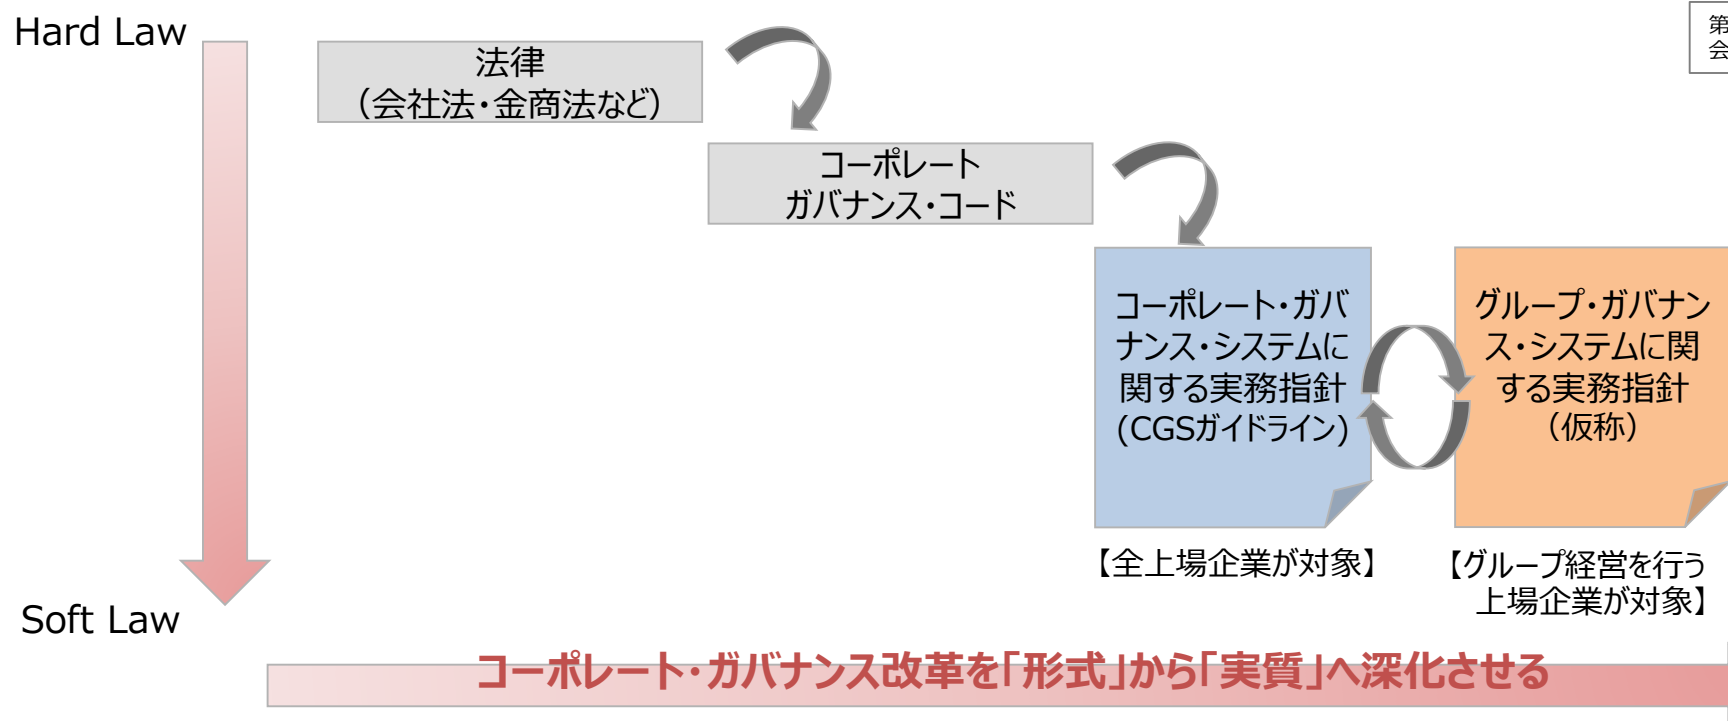 Hard Law
第
会
法律
（会社法・金商法など）
コーポレート
ガバナンス・コード
コーポレート・ガバ
ナンス・システムに
関する実務指針
(CGSガイドライン)
グループ・ガバナン
ス・システムに関
する実務指針
（仮称）
【全上場企業が対象】
【グループ経営を行う
上場企業が対象】
Soft Law
コーポレート・ガバナンス改革を「形式」から「実質」へ深化させる